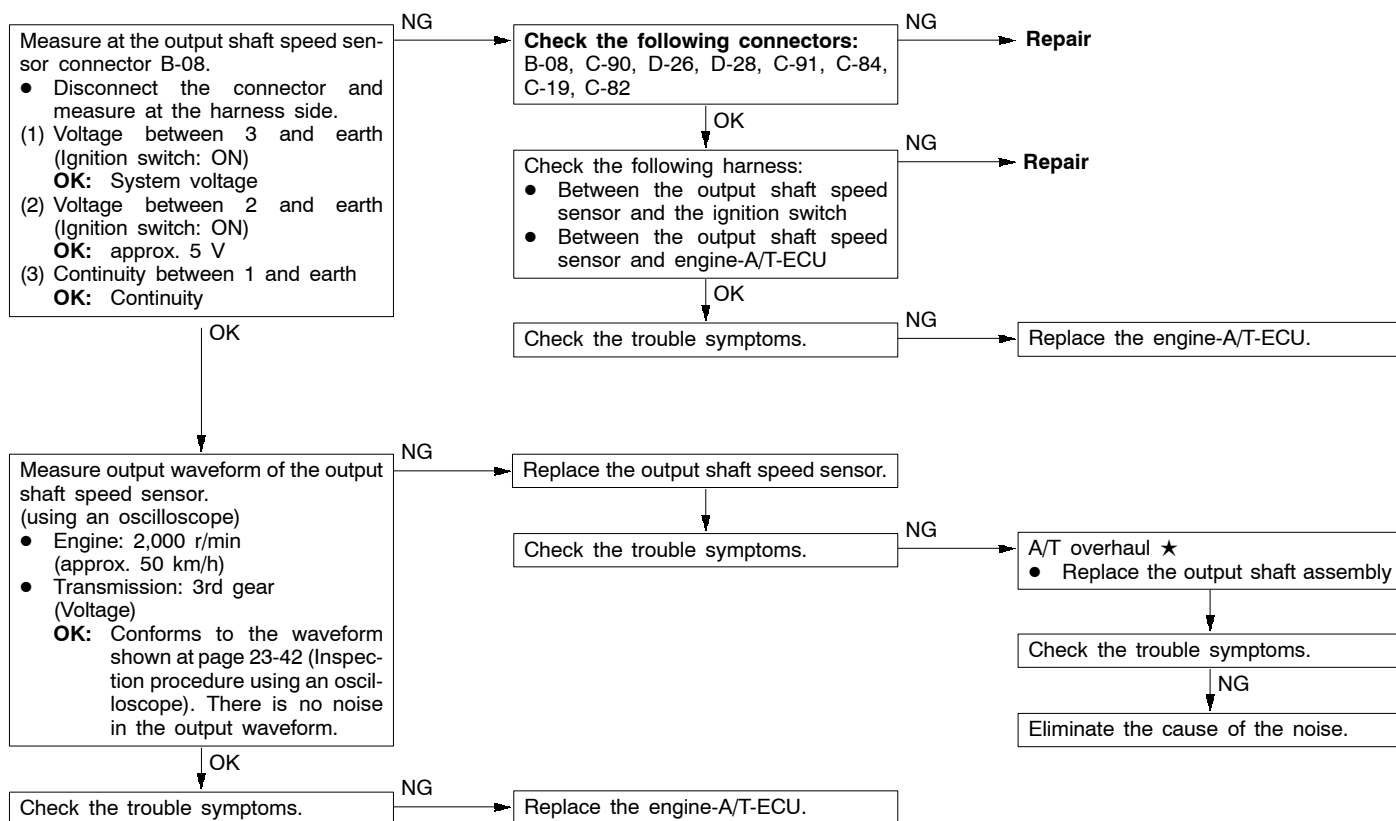 Measure at the output shaft speed sen-
sor connector B-08.
● Disconnect the connector and
measure at the harness side.
(1) Voltage between 3 and earth
(Ignition switch: ON)
OK: System voltage
(2) Voltage between 2 and earth
(Ignition switch: ON)
OK: approx. 5 V
(3) Continuity between 1 and earth
OK: Continuity
NG
Check the following connectors:
B-08, C-90, D-26, D-28, C-91, C-84,
C-19, C-82
NG
Repair
OK
Check the following harness:
● Between the output shaft speed
sensor and the ignition switch
● Between the output shaft speed
sensor and engine-A/T-ECU
NG
Repair
OK
Check the trouble symptoms.
NG
Replace the engine-A/T-ECU.
OK
Measure output waveform of the output
shaft speed sensor.
(using an oscilloscope)
● Engine: 2,000 r/min
(approx. 50 km/h)
● Transmission: 3rd gear
(Voltage)
OK: Conforms to the waveform
shown at page 23-42 (Inspec-
tion procedure using an oscil-
loscope). There is no noise
in the output waveform.
NG
Replace the output shaft speed sensor.
Check the trouble symptoms.
NG
A/T overhaul ★
● Replace the output shaft assembly
Check the trouble symptoms.
NG
Eliminate the cause of the noise.
OK
Check the trouble symptoms.
NG
Replace the engine-A/T-ECU.